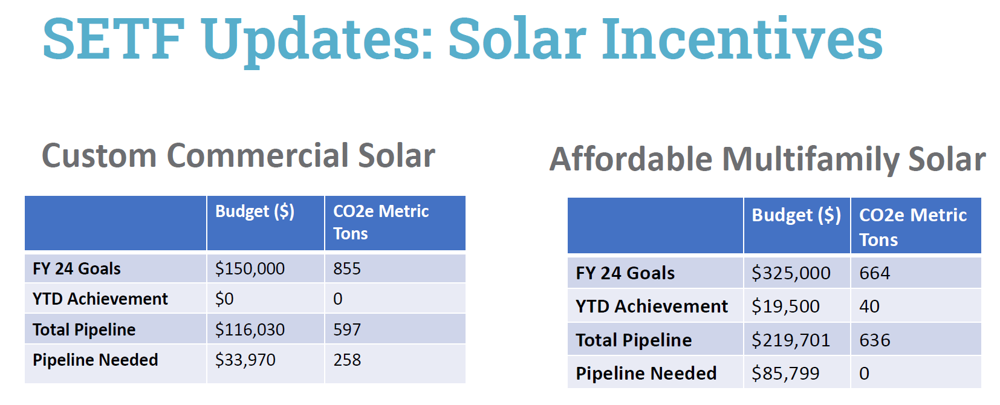 SETF Updates: Solar Incentives
Custom Commercial Solar
Budget ($) CO2e Metric
Tons
FY 24 Goals $150,000 855
YTD Achievement $0 0
Total Pipeline $116,030 597
Pipeline Needed $33,970 258
Affordable Multifamily Solar
Budget ($) CO2e Metric
Tons
FY 24 Goals $325,000 664
YTD Achievement $19,500 40
Total Pipeline $219,701 636
Pipeline Needed $85,799 0